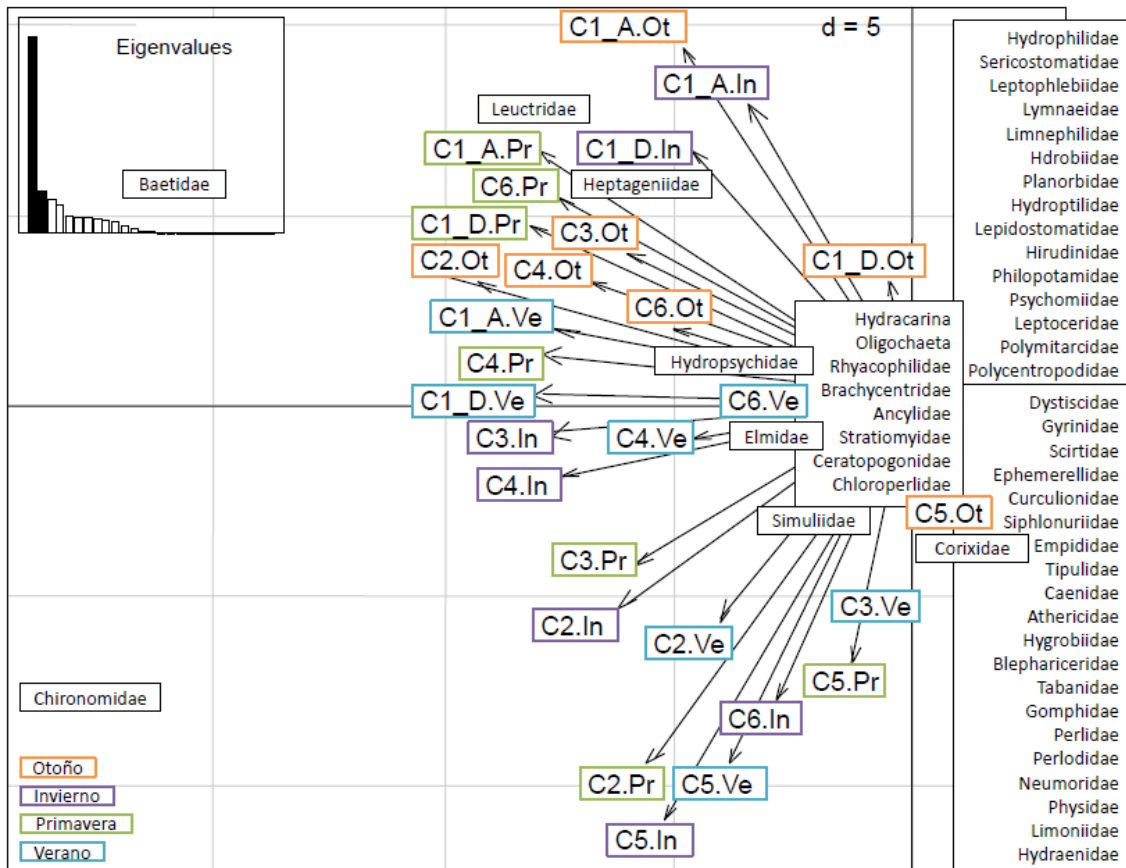 Eigenvalues
C1_A.Ot
d = 5
C1_A.In
Leuctridae
C1_A.Pr
C1_D.In
Baetidae
C6.Pr
Heptageniidae
C1_D.Pr
C3.Ot
C2.Ot
C4.Ot
C1_D.Ot
C1_A.Ve
C6.Ot
C4.Pr
Hydropsychidae
C1_D.Ve
C6.Ve
C3.In
C4.Ve
Elmidae
C4.In
Hydracarina
Oligochaeta
Rhyacophilidae
Brachycentridae
Ancylidae
Stratiomyidae
Ceratopogonidae
Chloroperlidae
Simuliidae
C5.Ot
Corixidae
C3.Pr
C2.In
C2.Ve
C3.Ve
C5.Pr
C6.In
C2.Pr
C5.Ve
C5.In
Chironomidae
Otoño
Invierno
Primavera
Verano
Hydrophilidae
Sericostomatidae
Leptophlebiidae
Lymnaeidae
Limnephilidae
Hdrobiidae
Planorbidae
Hydroptilidae
Lepidostomatidae
Hirudinidae
Philopotamidae
Psychomiidae
Leptoceridae
Polymitarcidae
Polycentropodidae
Dystiscidae
Gyrinidae
Scirtidae
Ephemerellidae
Curculionidae
Siphlonuriidae
Empididae
Tipulidae
Caenidae
Athericidae
Hygrobiidae
Blephariceridae
Tabanidae
Gomphidae
Perlidae
Perlodidae
Neumoridae
Physidae
Limoniidae
Hydraenidae